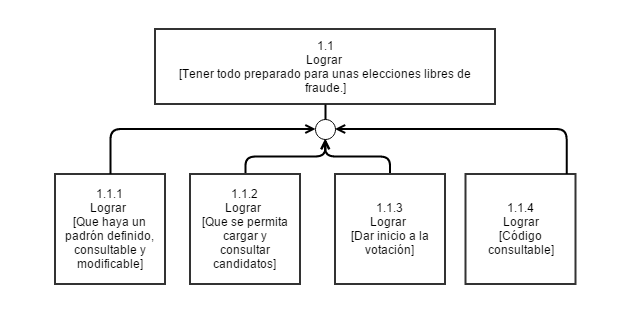 1.1
Lograr
[Tener todo preparado para unas elecciones libres de
fraude.]
1.1.1
Lograr
[Que haya un
padrón definido,
consultable y
modificable]
1.1.2
Lograr
[Que se permita
cargar y
consultar
candidatos]
1.1.3
Lograr
[Dar inicio a la
votación]
1.1.4
Lograr
[Código
consultable]